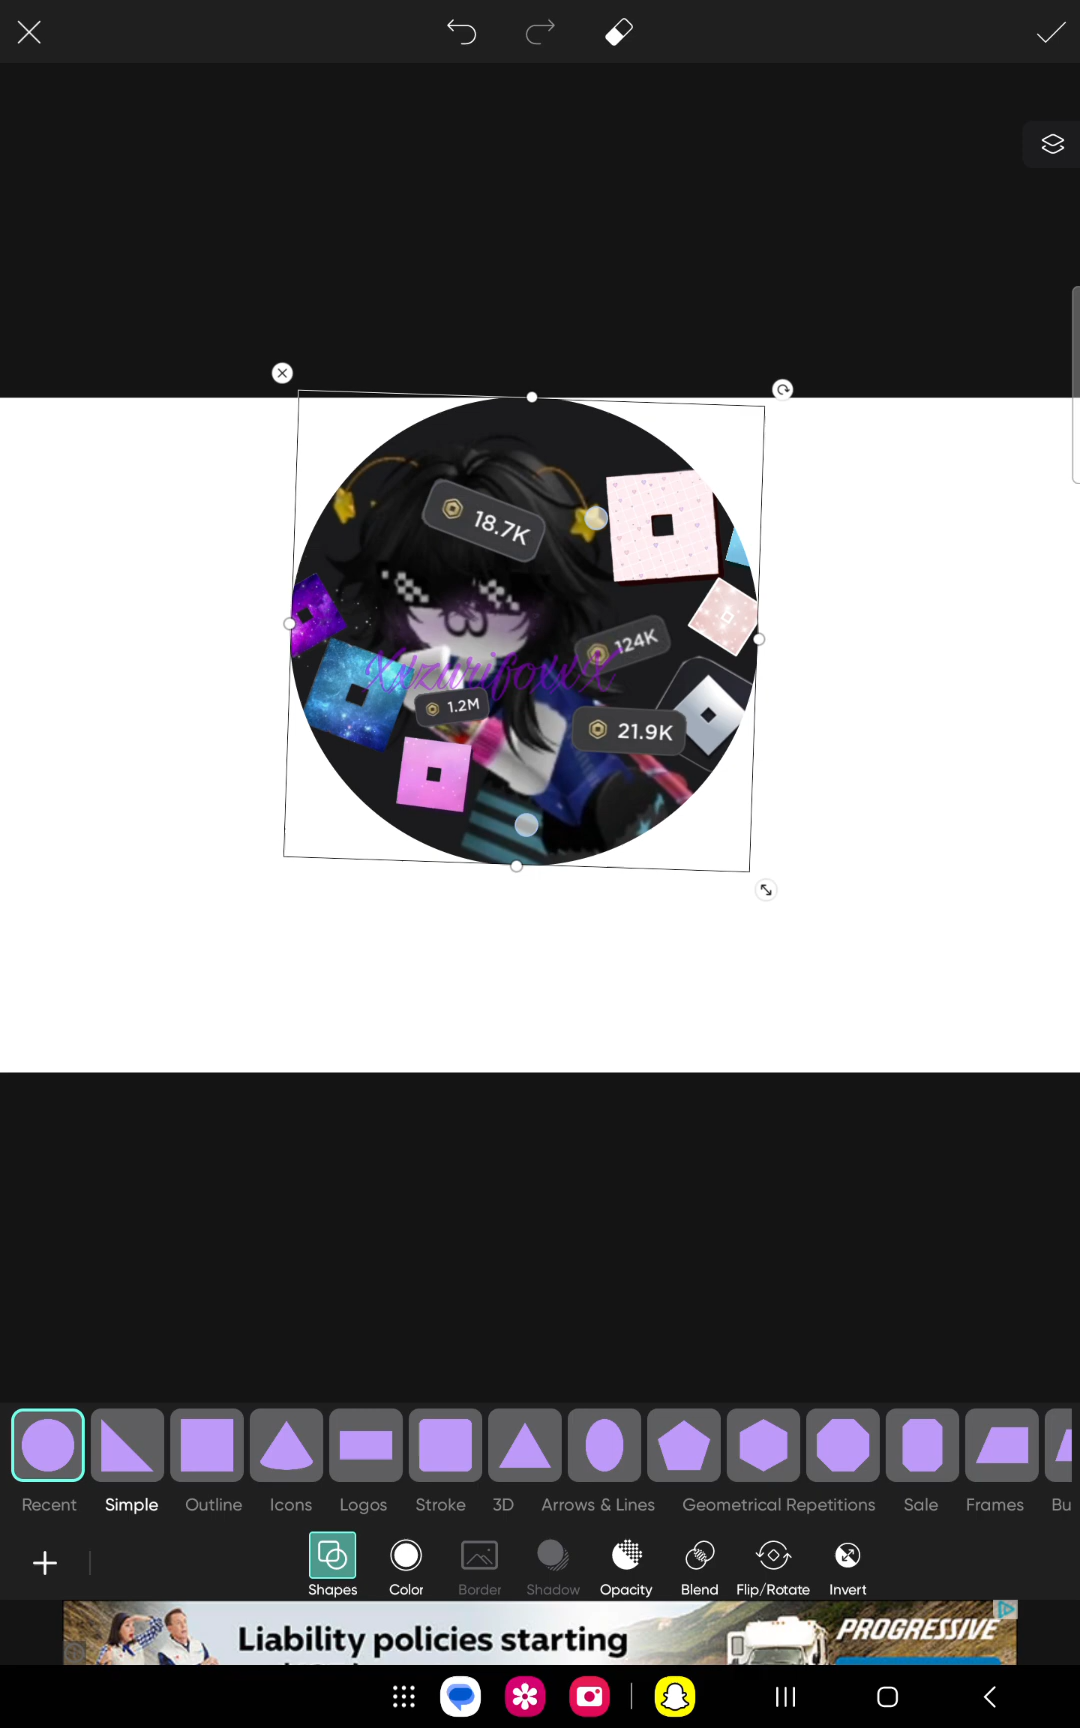 18.7K
124K
XxzurifoxxX
1.2M
21.9K
Recent Simple Outline Icons Logos Stroke 3D Arrows & Lines Geometrical Repetitions Sale Frames Bu
Shapes Color Border Shadow Opacity Blend Flip/Rotate Invert
Liability policies starting
PROGRESSIVE